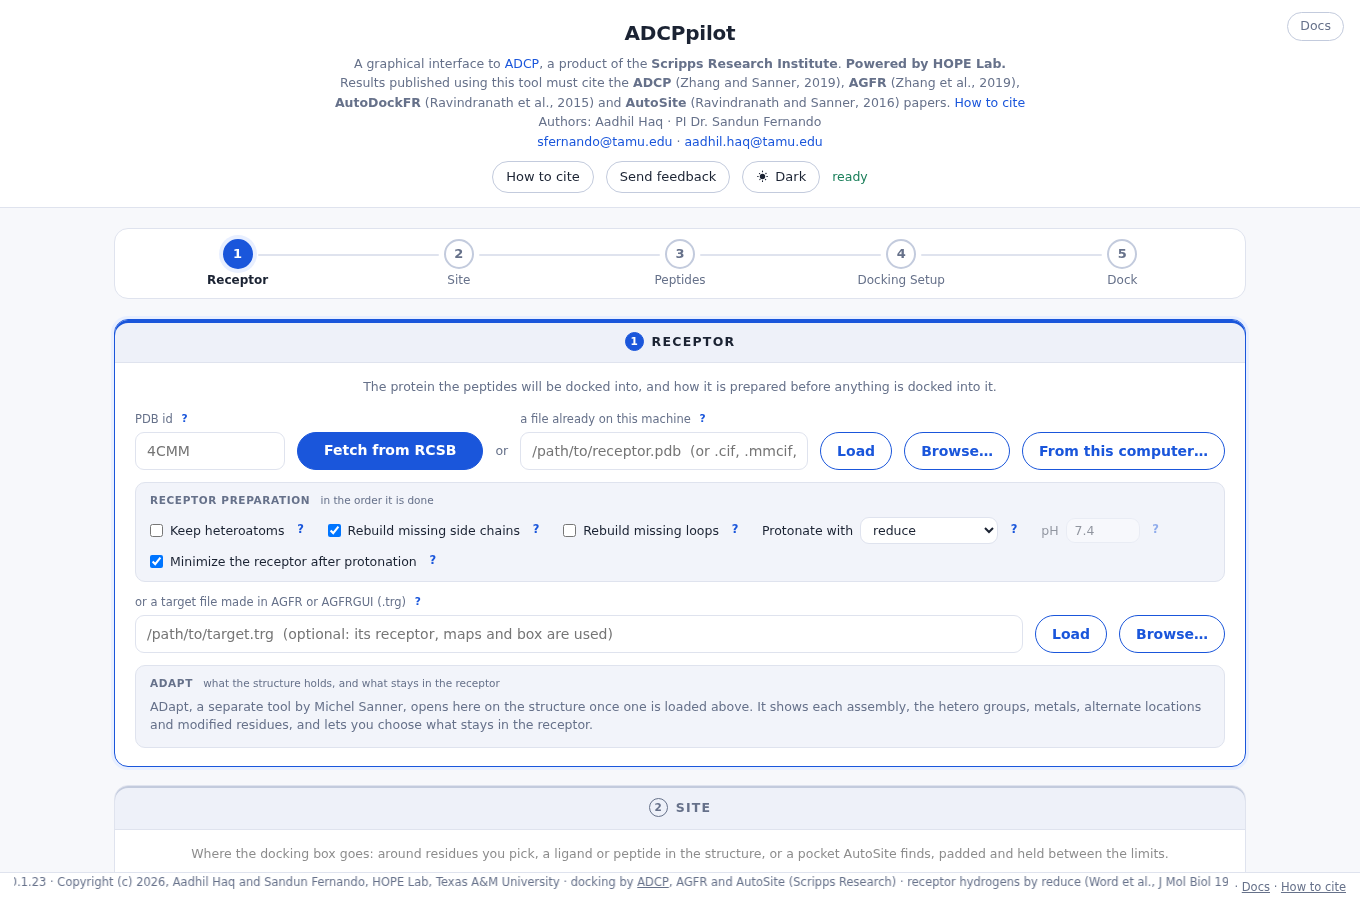 Docs
ADCPpilot
A graphical interface to ADCP, a product of the Scripps Research Institute. Powered by HOPE Lab.
Results published using this tool must cite the ADCP (Zhang and Sanner, 2019), AGFR (Zhang et al., 2019),
AutoDockFR (Ravindranath et al., 2015) and AutoSite (Ravindranath and Sanner, 2016) papers. How to cite
Authors: Aadhil Haq · PI Dr. Sandun Fernando
sfernando@tamu.edu · aadhil.haq@tamu.edu
How to cite Send feedback Dark ready
1 2 3 4 5
Receptor Site Peptides Docking Setup Dock
1 RECEPTOR
The protein the peptides will be docked into, and how it is prepared before anything is docked into it.
PDB id ? a file already on this machine ?
4CMM Fetch from RCSB or /path/to/receptor.pdb (or .cif, .mmcif, Load Browse... From this computer...
RECEPTOR PREPARATION in the order it is done
Keep heteroatoms ? Rebuild missing side chains ? Rebuild missing loops ? Protonate with reduce ? pH 7.4 ?
Minimize the receptor after protonation ?
or a target file made in AGFR or AGFRGUI (.trg) ?
/path/to/target.trg (optional: its receptor, maps and box are used) Load Browse...
ADAPT what the structure holds, and what stays in the receptor
ADapt, a separate tool by Michel Sanner, opens here on the structure once one is loaded above. It shows each assembly, the hetero groups, metals, alternate locations
and modified residues, and lets you choose what stays in the receptor.
2 SITE
Where the docking box goes: around residues you pick, a ligand or peptide in the structure, or a pocket AutoSite finds, padded and held between the limits.
.1.23 · Copyright (c) 2026, Aadhil Haq and Sandun Fernando, HOPE Lab, Texas A&M University · docking by ADCP, AGFR and AutoSite (Scripps Research) · receptor hydrogens by reduce (Word et al., J Mol Biol 19 · Docs · How to cite